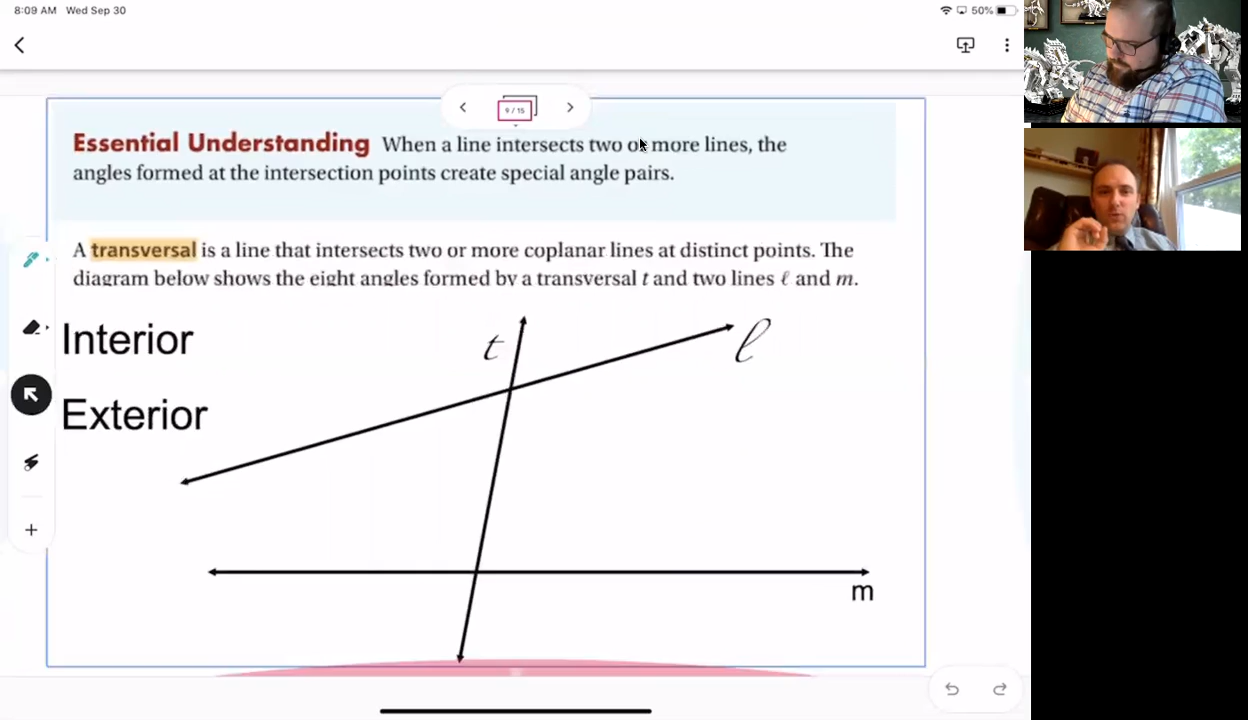 8:09 AM Wed Sep 30
50%
9 / 15
Essential Understanding When a line intersects two or more lines, the
angles formed at the intersection points create special angle pairs.
A transversal is a line that intersects two or more coplanar lines at distinct points. The
diagram below shows the eight angles formed by a transversal t and two lines ℓ and m.
Interior
t
ℓ
Exterior
m